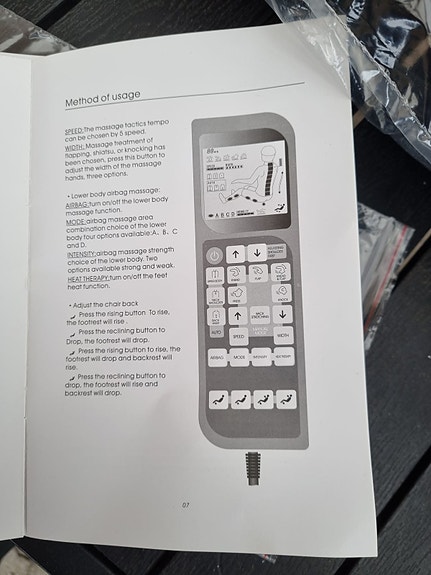 Method of usage
SPEED:The massage tactics tempo
can be chosen by 5 speed.
WIDTH: Massage treatment of
flapping, shiatsu, or knocking has
been chosen, press this button to
adjust the width of the massage
hands, three options.
• Lower body airbag massage:
AIRBAG:turn on/off the lower body
massage function.
MODE:airbag massage area
combination choice of the lower
body tour options available:A、B、C
and D.
INTENSITY:airbag massage strength
choice of the lower body. Two
options available strong and weak.
HEAT THERAPY:turn on/off the feet
heat function.
• Adjust the chair back
Press the rising button To rise,
the footrest will rise .
Press the reclining button to
Drop, the footrest will drop.
Press the rising button to rise, the
footrest will drop and backrest will
rise.
Press the reclining button to
drop, the footrest will rise and
backrest will drop.
A B C D
KNEAD
FLAP
KNOCK
AUTO
SPEED
WIDTH
AIRBAG
MODE
INTENSITY
07